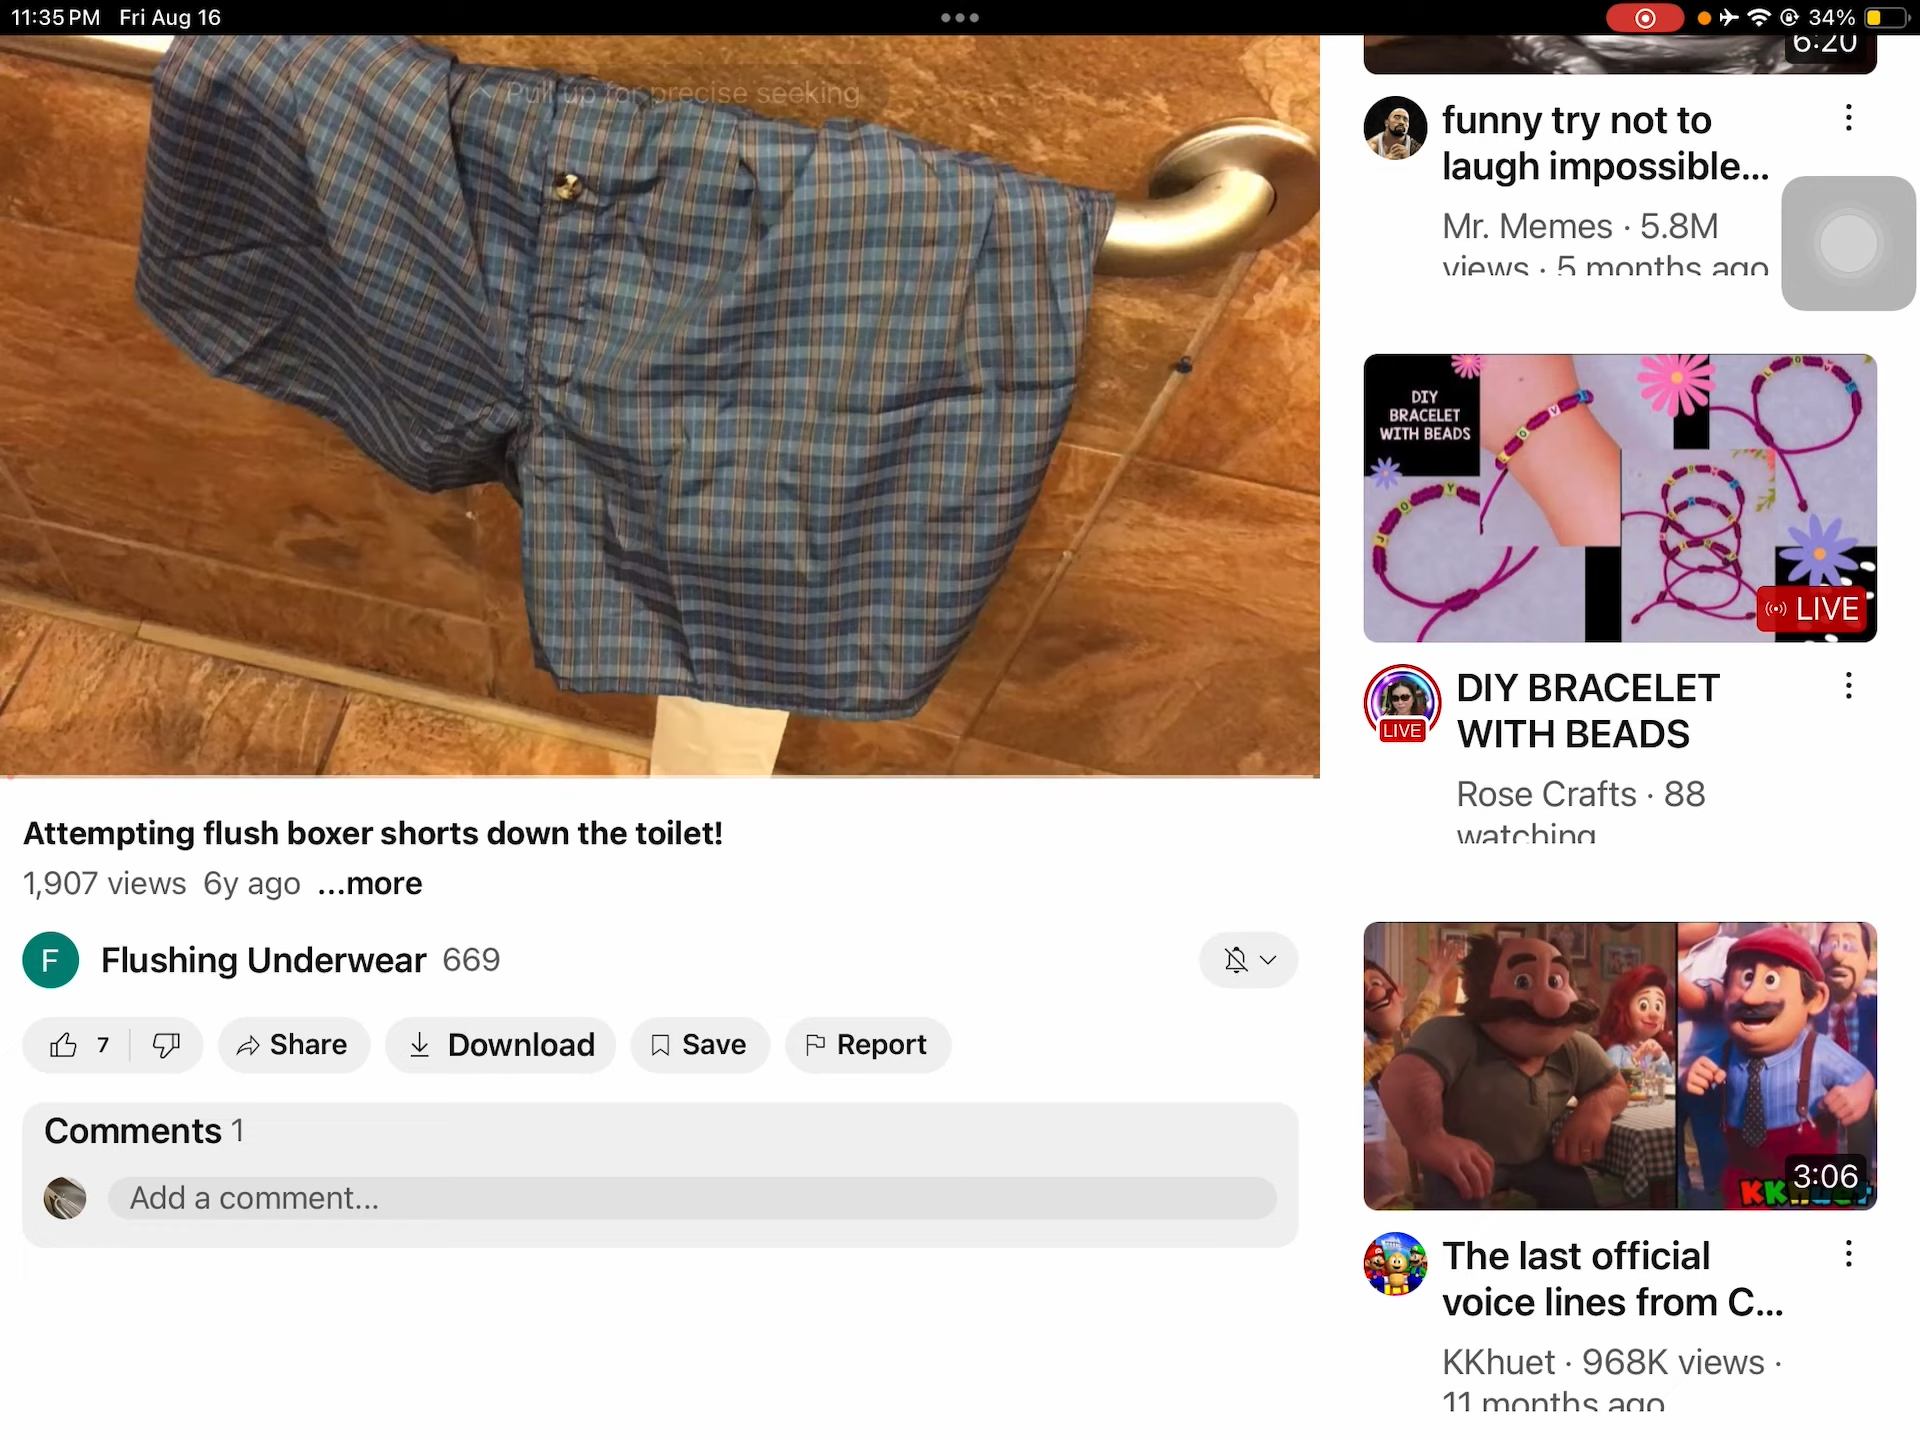 11:35 PM Fri Aug 16
34%
Pull up for precise seeking
6:20
funny try not to
laugh impossible...
Mr. Memes · 5.8M
views · 5 months ago
DIY
BRACELET
WITH BEADS
LIVE
LIVE
DIY BRACELET
WITH BEADS
Rose Crafts · 88
watching
Attempting flush boxer shorts down the toilet!
1,907 views 6y ago ...more
F
Flushing Underwear 669
7
Share
Download
Save
Report
Comments 1
Add a comment...
3:06
KKhuet
The last official
voice lines from C...
KKhuet · 968K views ·
11 months ago